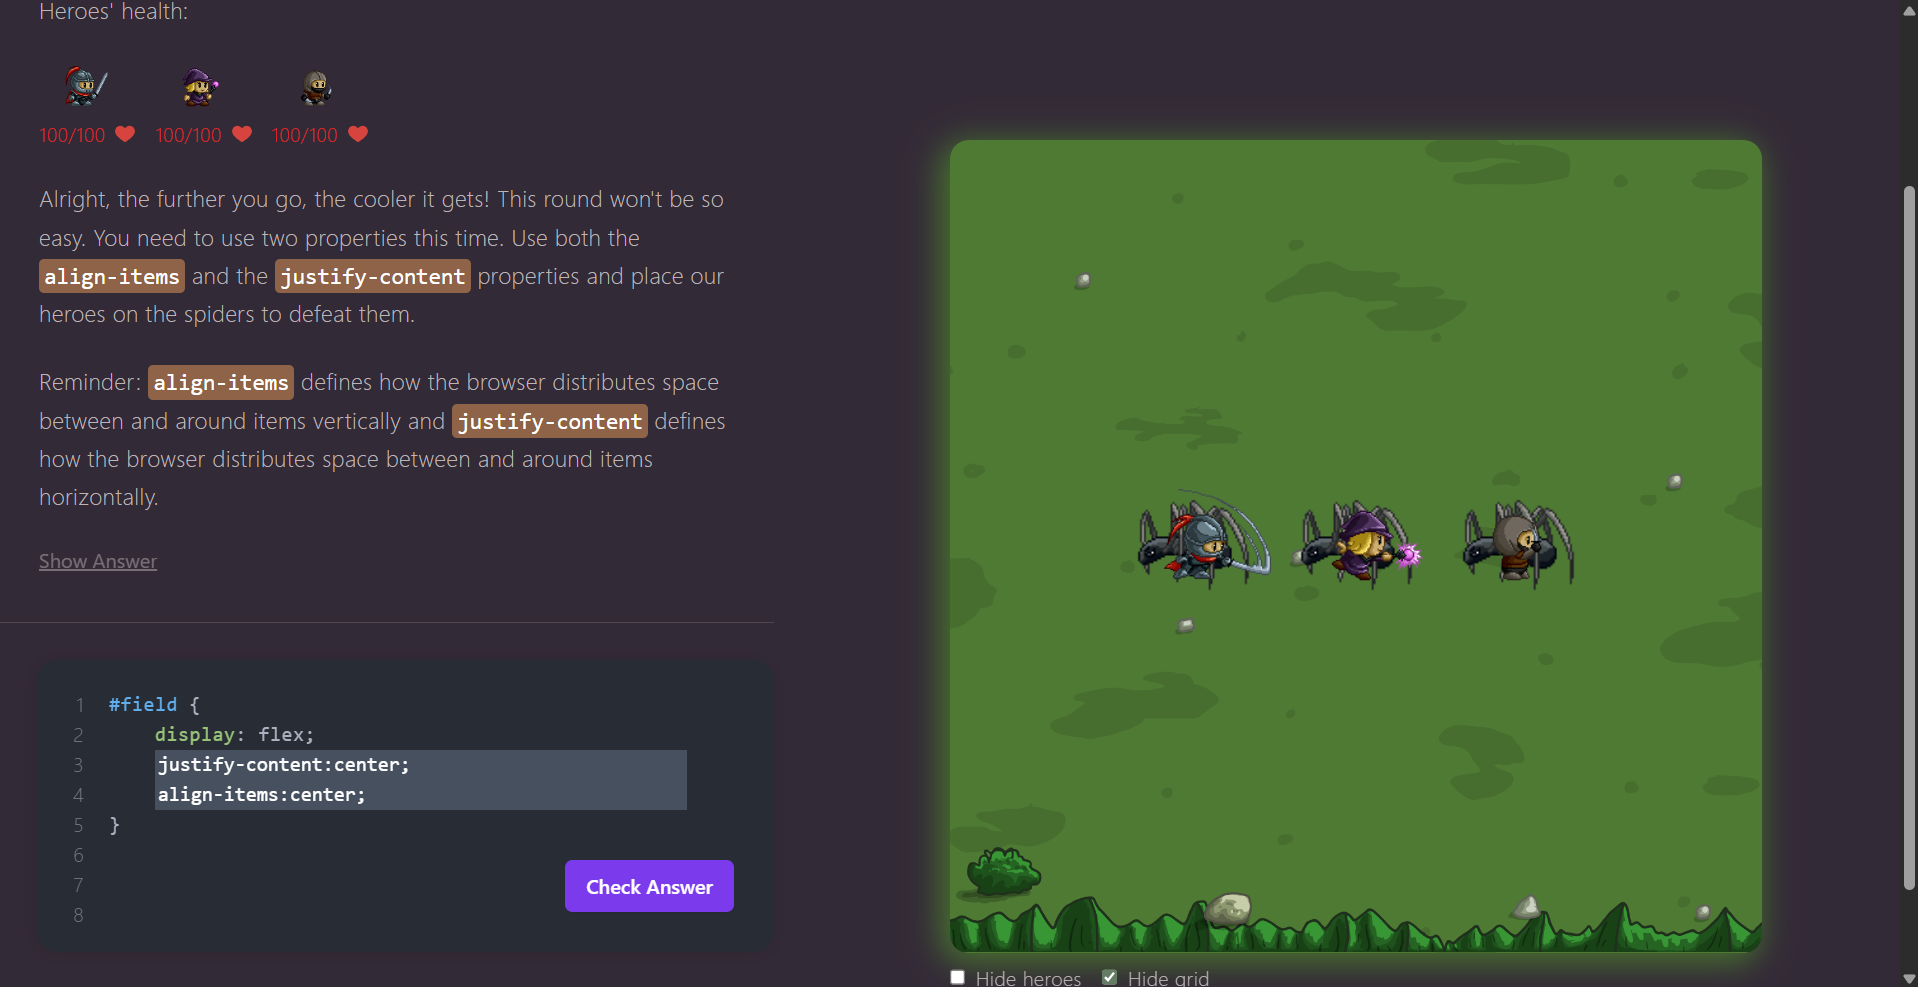 Heroes' health:
100/100 100/100 100/100
Alright, the further you go, the cooler it gets! This round won't be so
easy. You need to use two properties this time. Use both the
align-items and the justify-content properties and place our
heroes on the spiders to defeat them.
Reminder: align-items defines how the browser distributes space
between and around items vertically and justify-content defines
how the browser distributes space between and around items
horizontally.
Show Answer
1 #field {
2 display: flex;
3 justify-content:center;
4 align-items:center;
5 }
6
7
8
Check Answer
Hide heroes Hide grid